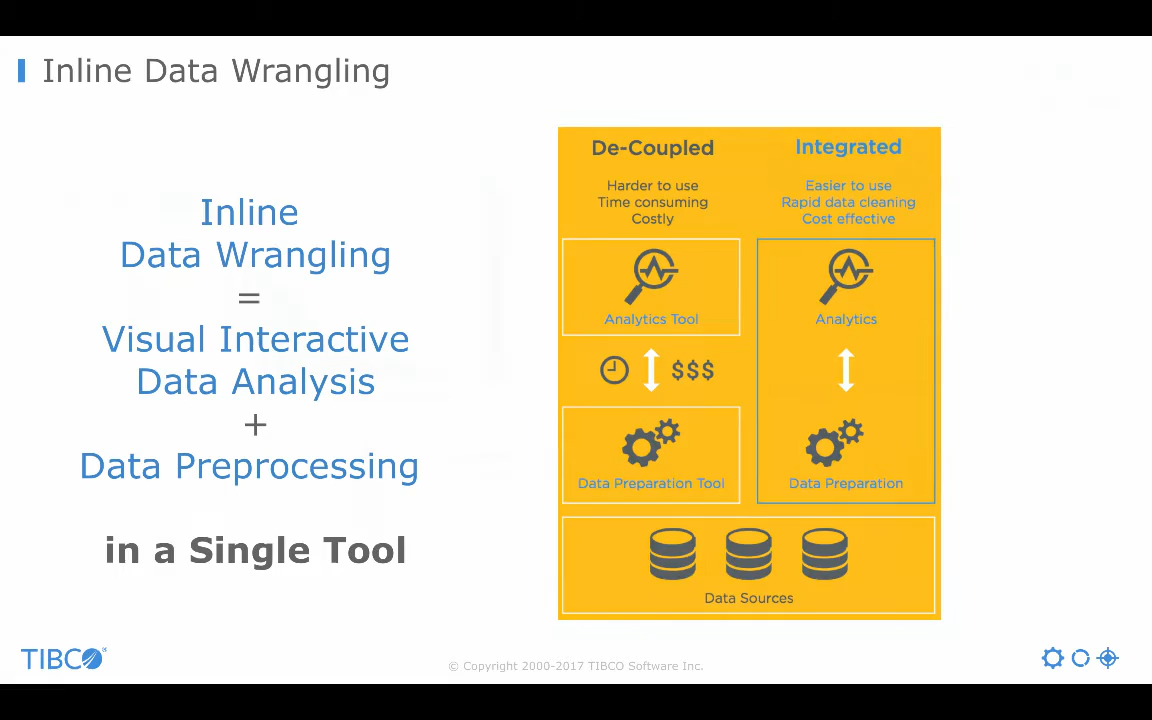 Inline Data Wrangling
Inline
Data Wrangling
=
Visual Interactive
Data Analysis
+
Data Preprocessing
in a Single Tool
De-Coupled
Harder to use
Time consuming
Costly
Analytics Tool
$$$
Data Preparation Tool
Integrated
Easier to use
Rapid data cleaning
Cost effective
Analytics
Data Preparation
Data Sources
TIBCO®
© Copyright 2000-2017 TIBCO Software Inc.